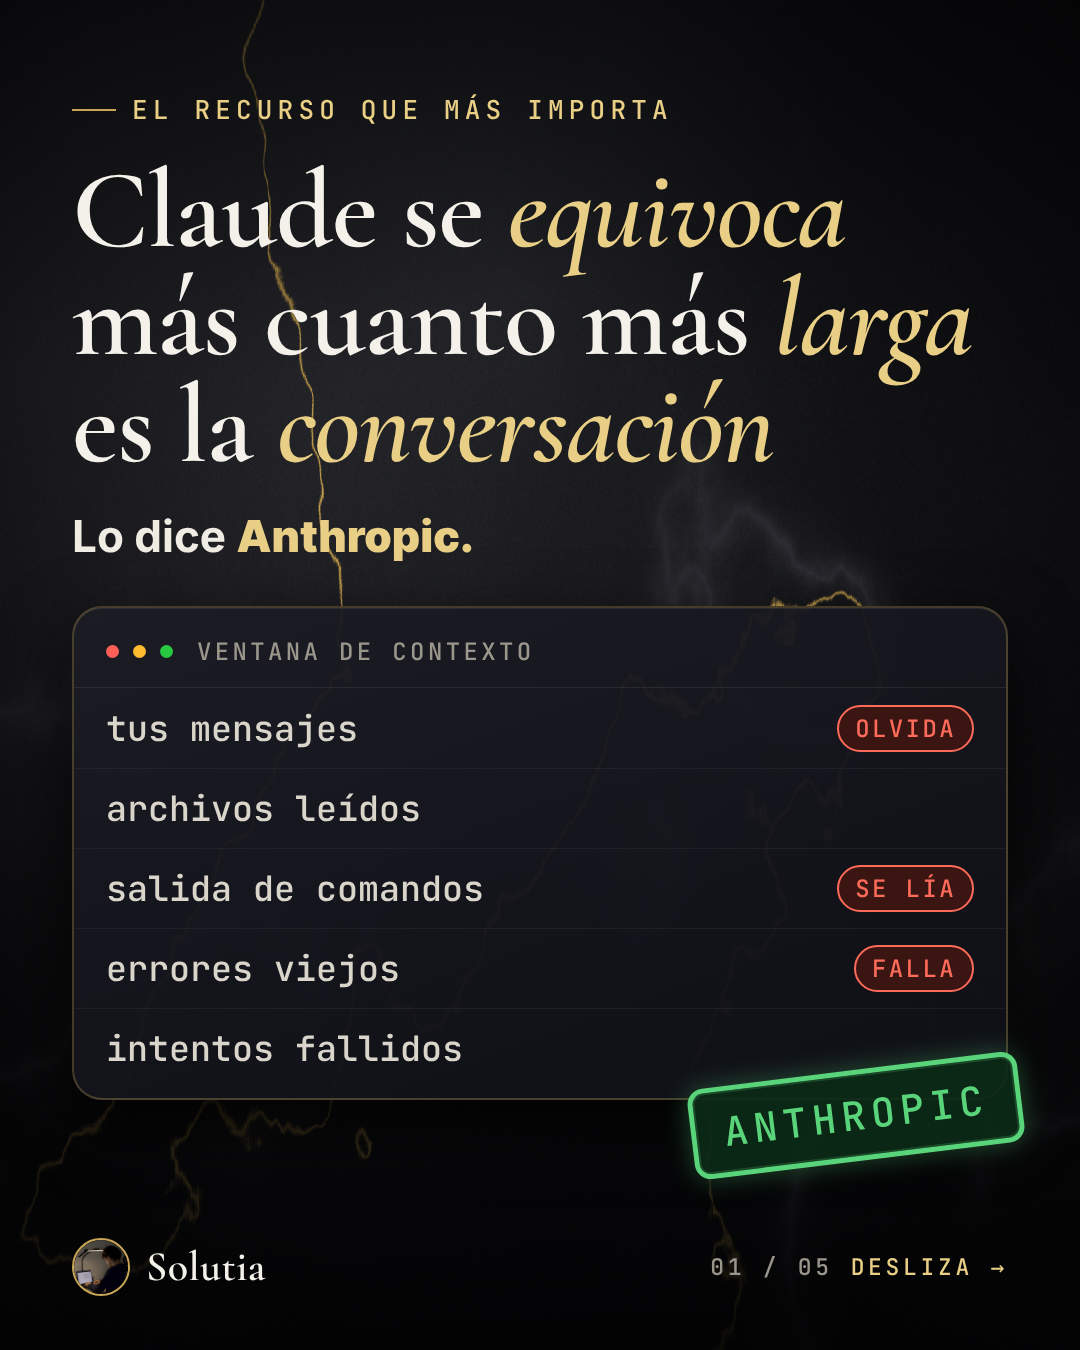 EL RECURSO QUE MÁS IMPORTA
Claude se equivoca
más cuanto más larga
es la conversación
Lo dice Anthropic.
VENTANA DE CONTEXTO
tus mensajes OLVIDA
archivos leídos
salida de comandos SE LÍA
errores viejos FALLA
intentos fallidos
ANTHROPIC
Solutia 01 / 05 DESLIZA →